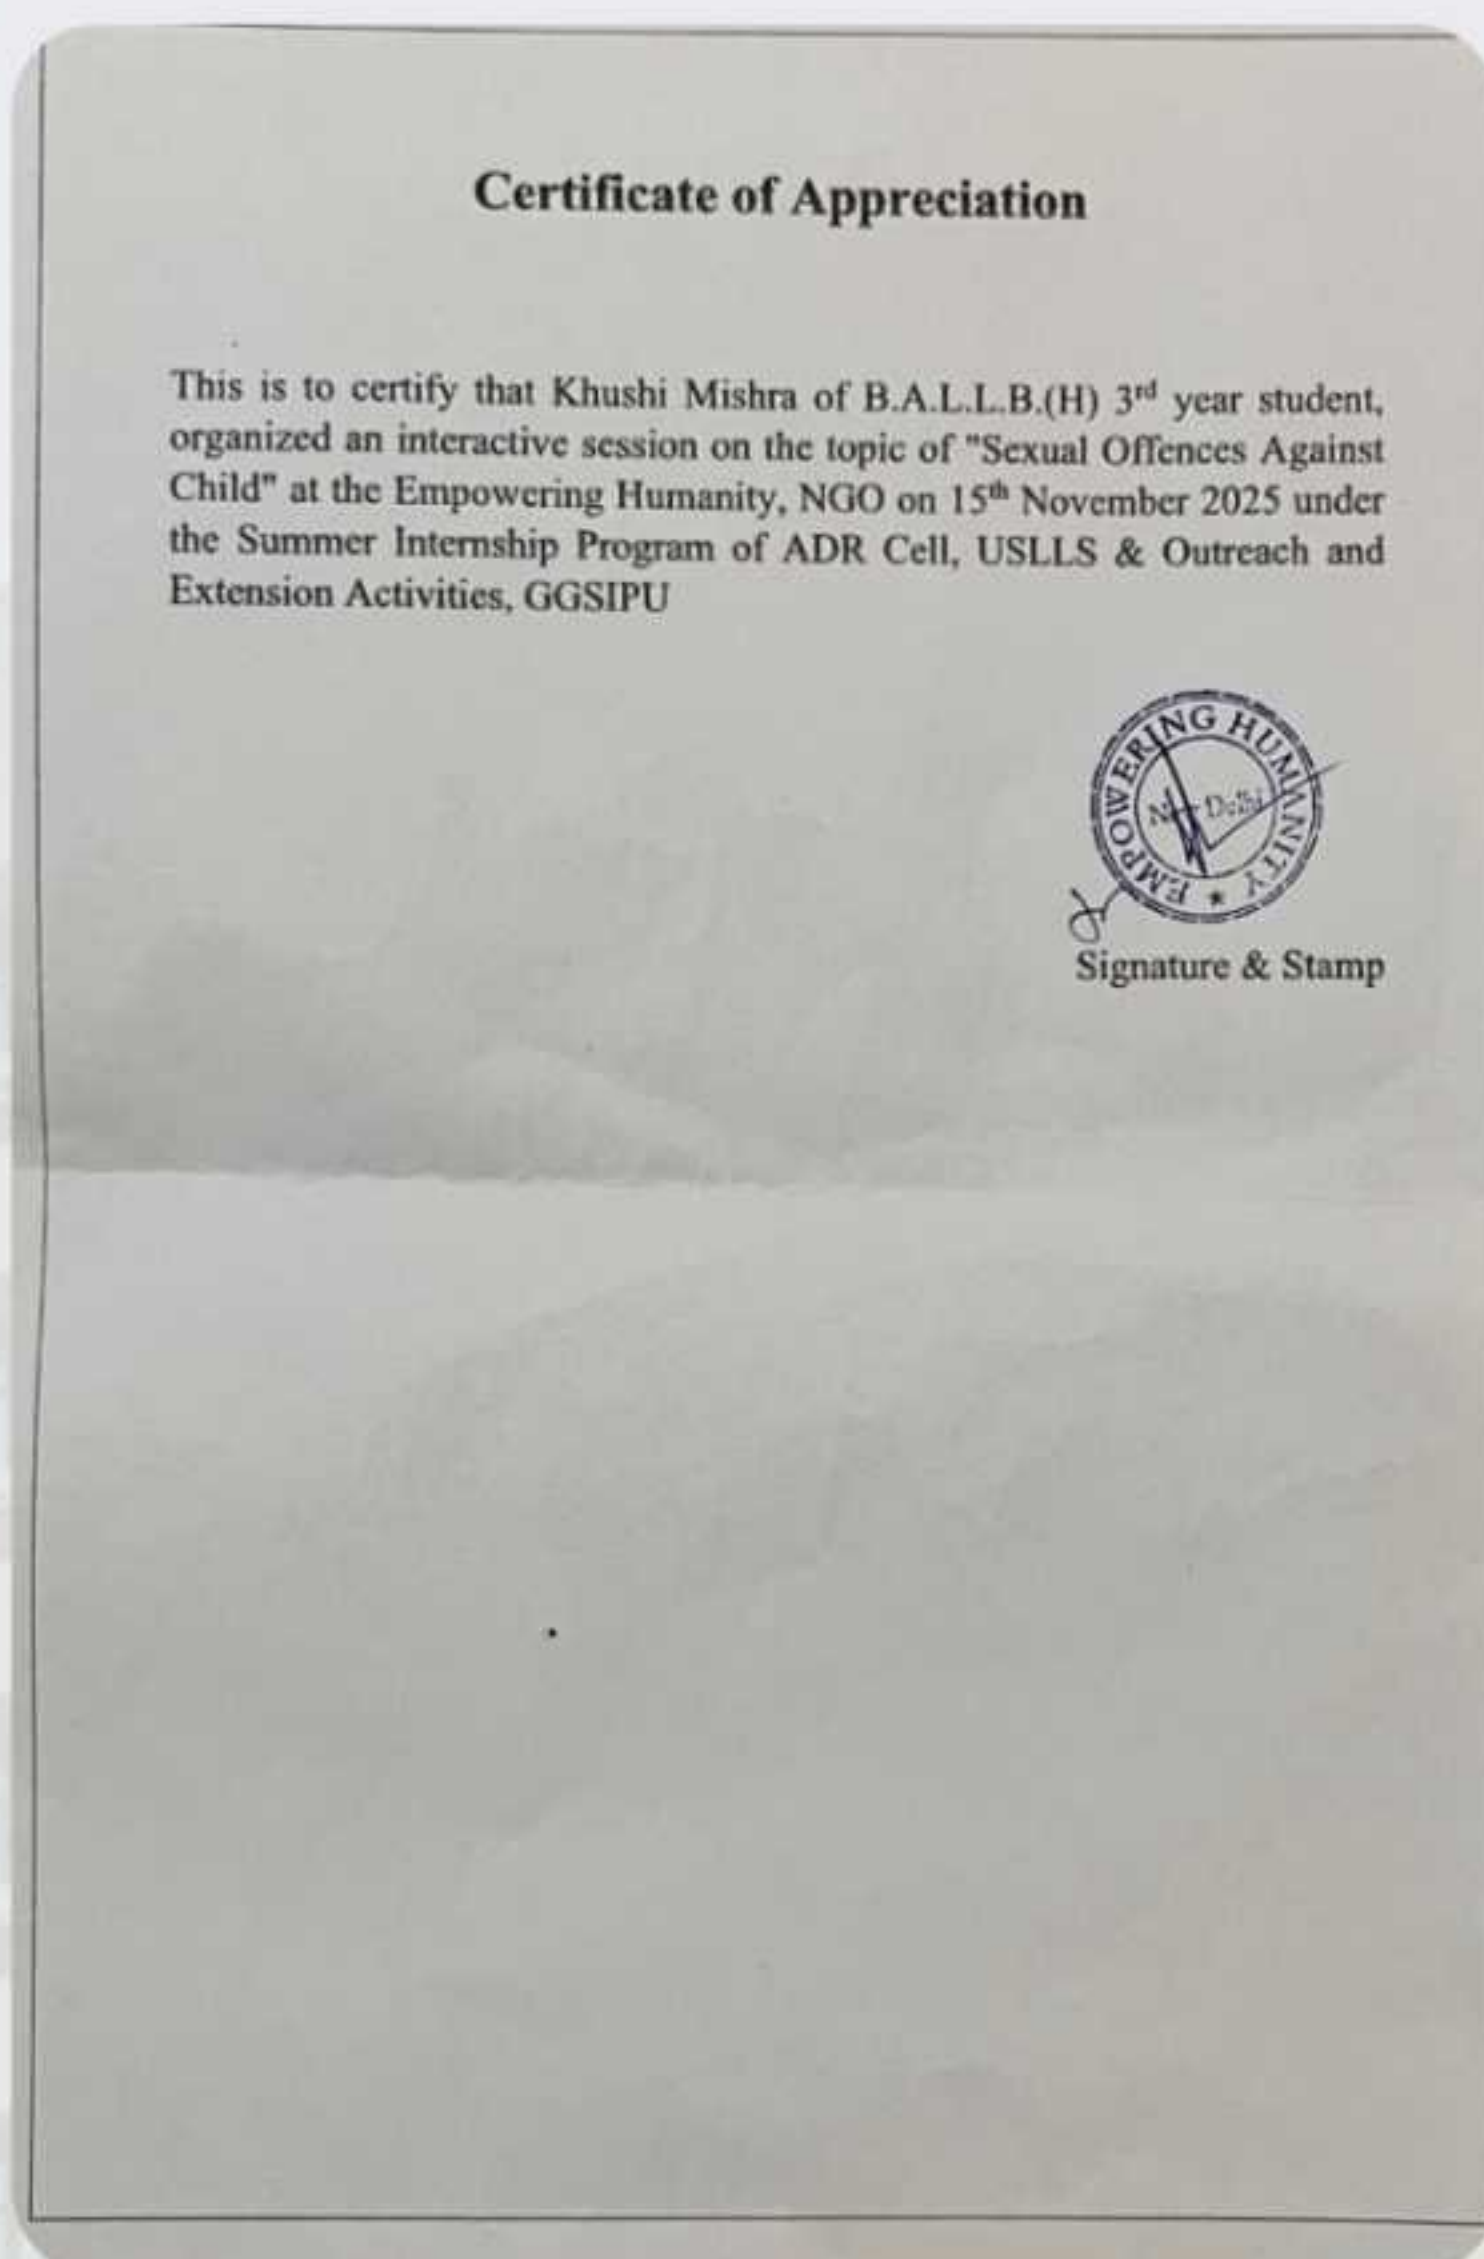 Certificate of Appreciation
This is to certify that Khushi Mishra of B.A.L.L.B.(H) 3rd year student,
organized an interactive session on the topic of "Sexual Offences Against
Child" at the Empowering Humanity, NGO on 15th November 2025 under
the Summer Internship Program of ADR Cell, USLLS & Outreach and
Extension Activities, GGSIPU
EMPOWERING HUMANITY
New Delhi
Signature & Stamp